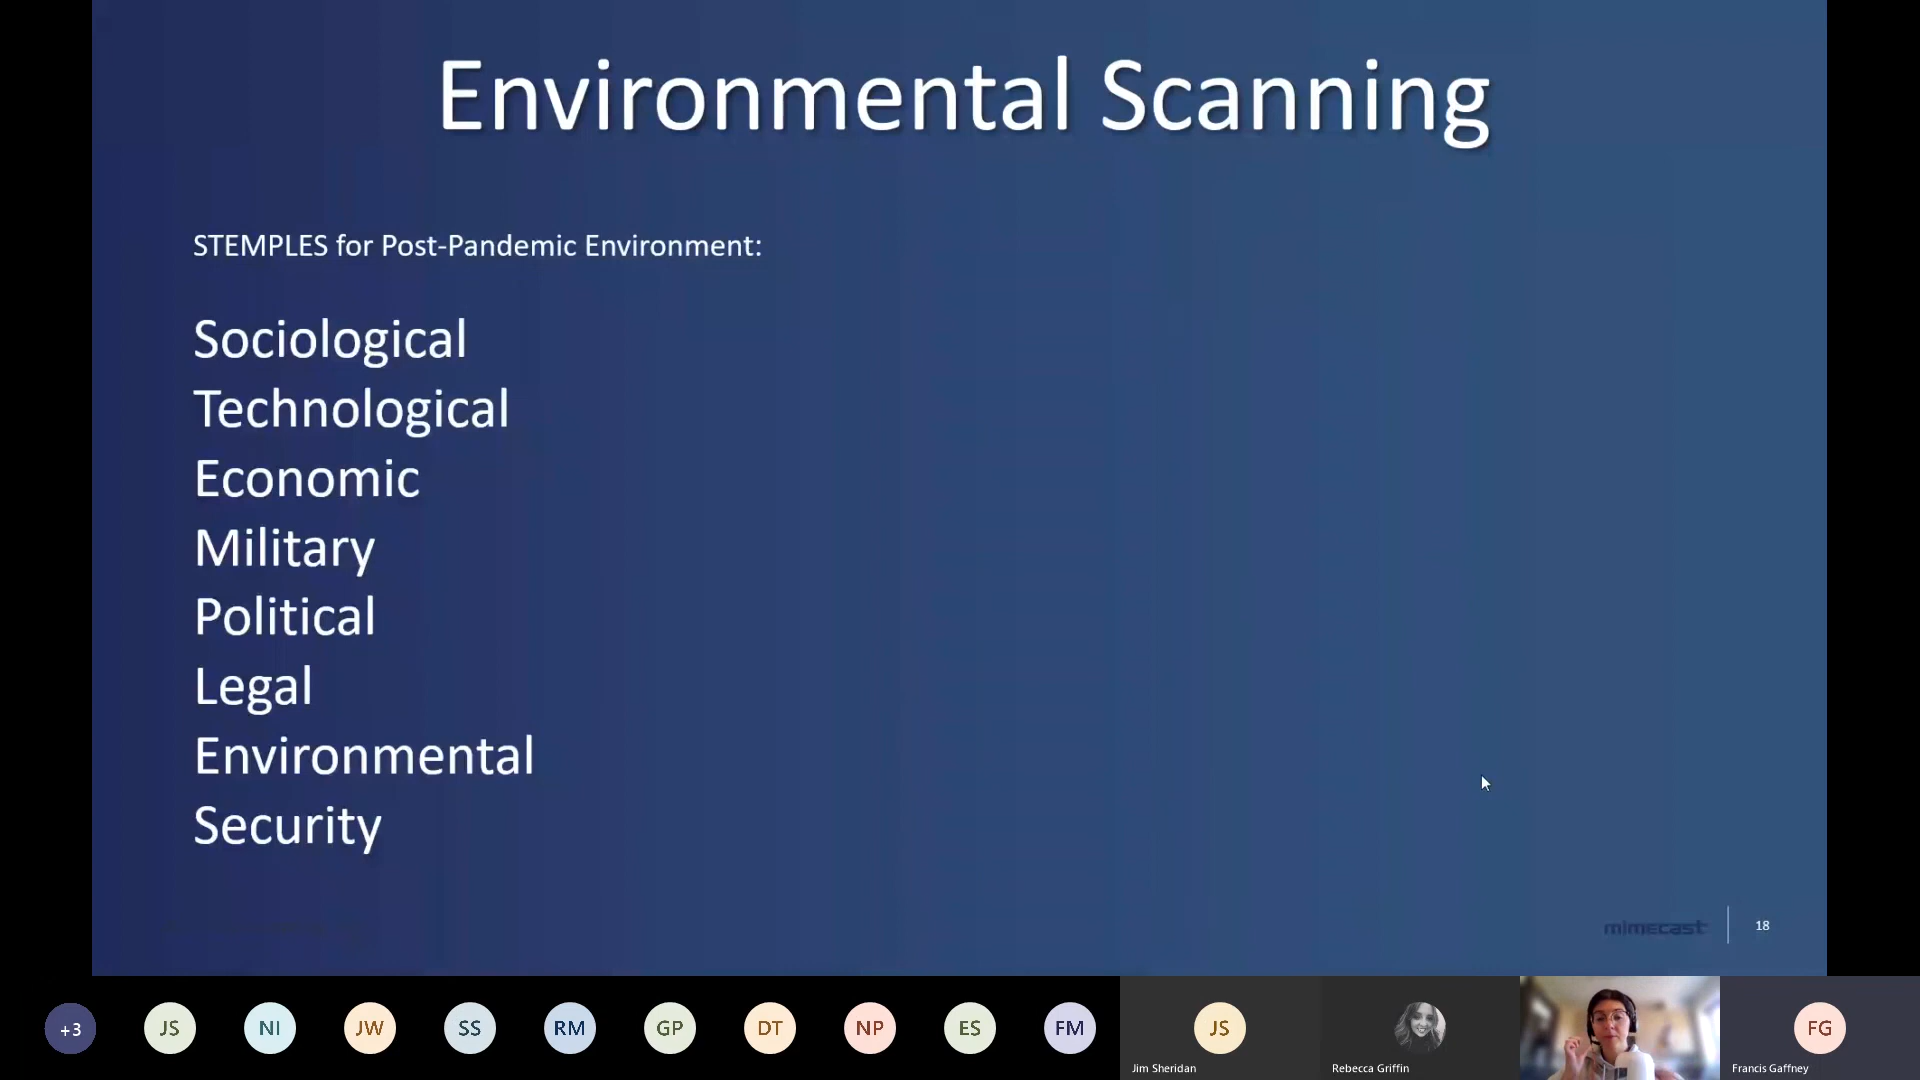 Environmental Scanning
STEMPLES for Post-Pandemic Environment:
Sociological
Technological
Economic
Military
Political
Legal
Environmental
Security
mimecast
18
+3
JS
NI
JW
SS
RM
GP
DT
NP
ES
FM
JS
FG
Jim Sheridan
Rebecca Griffin
Francis Gaffney